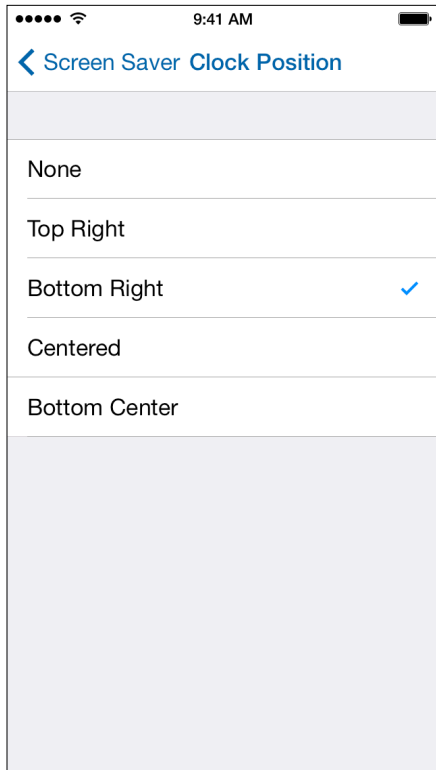 9:41 AM
Screen Saver Clock Position
None
Top Right
Bottom Right
Centered
Bottom Center